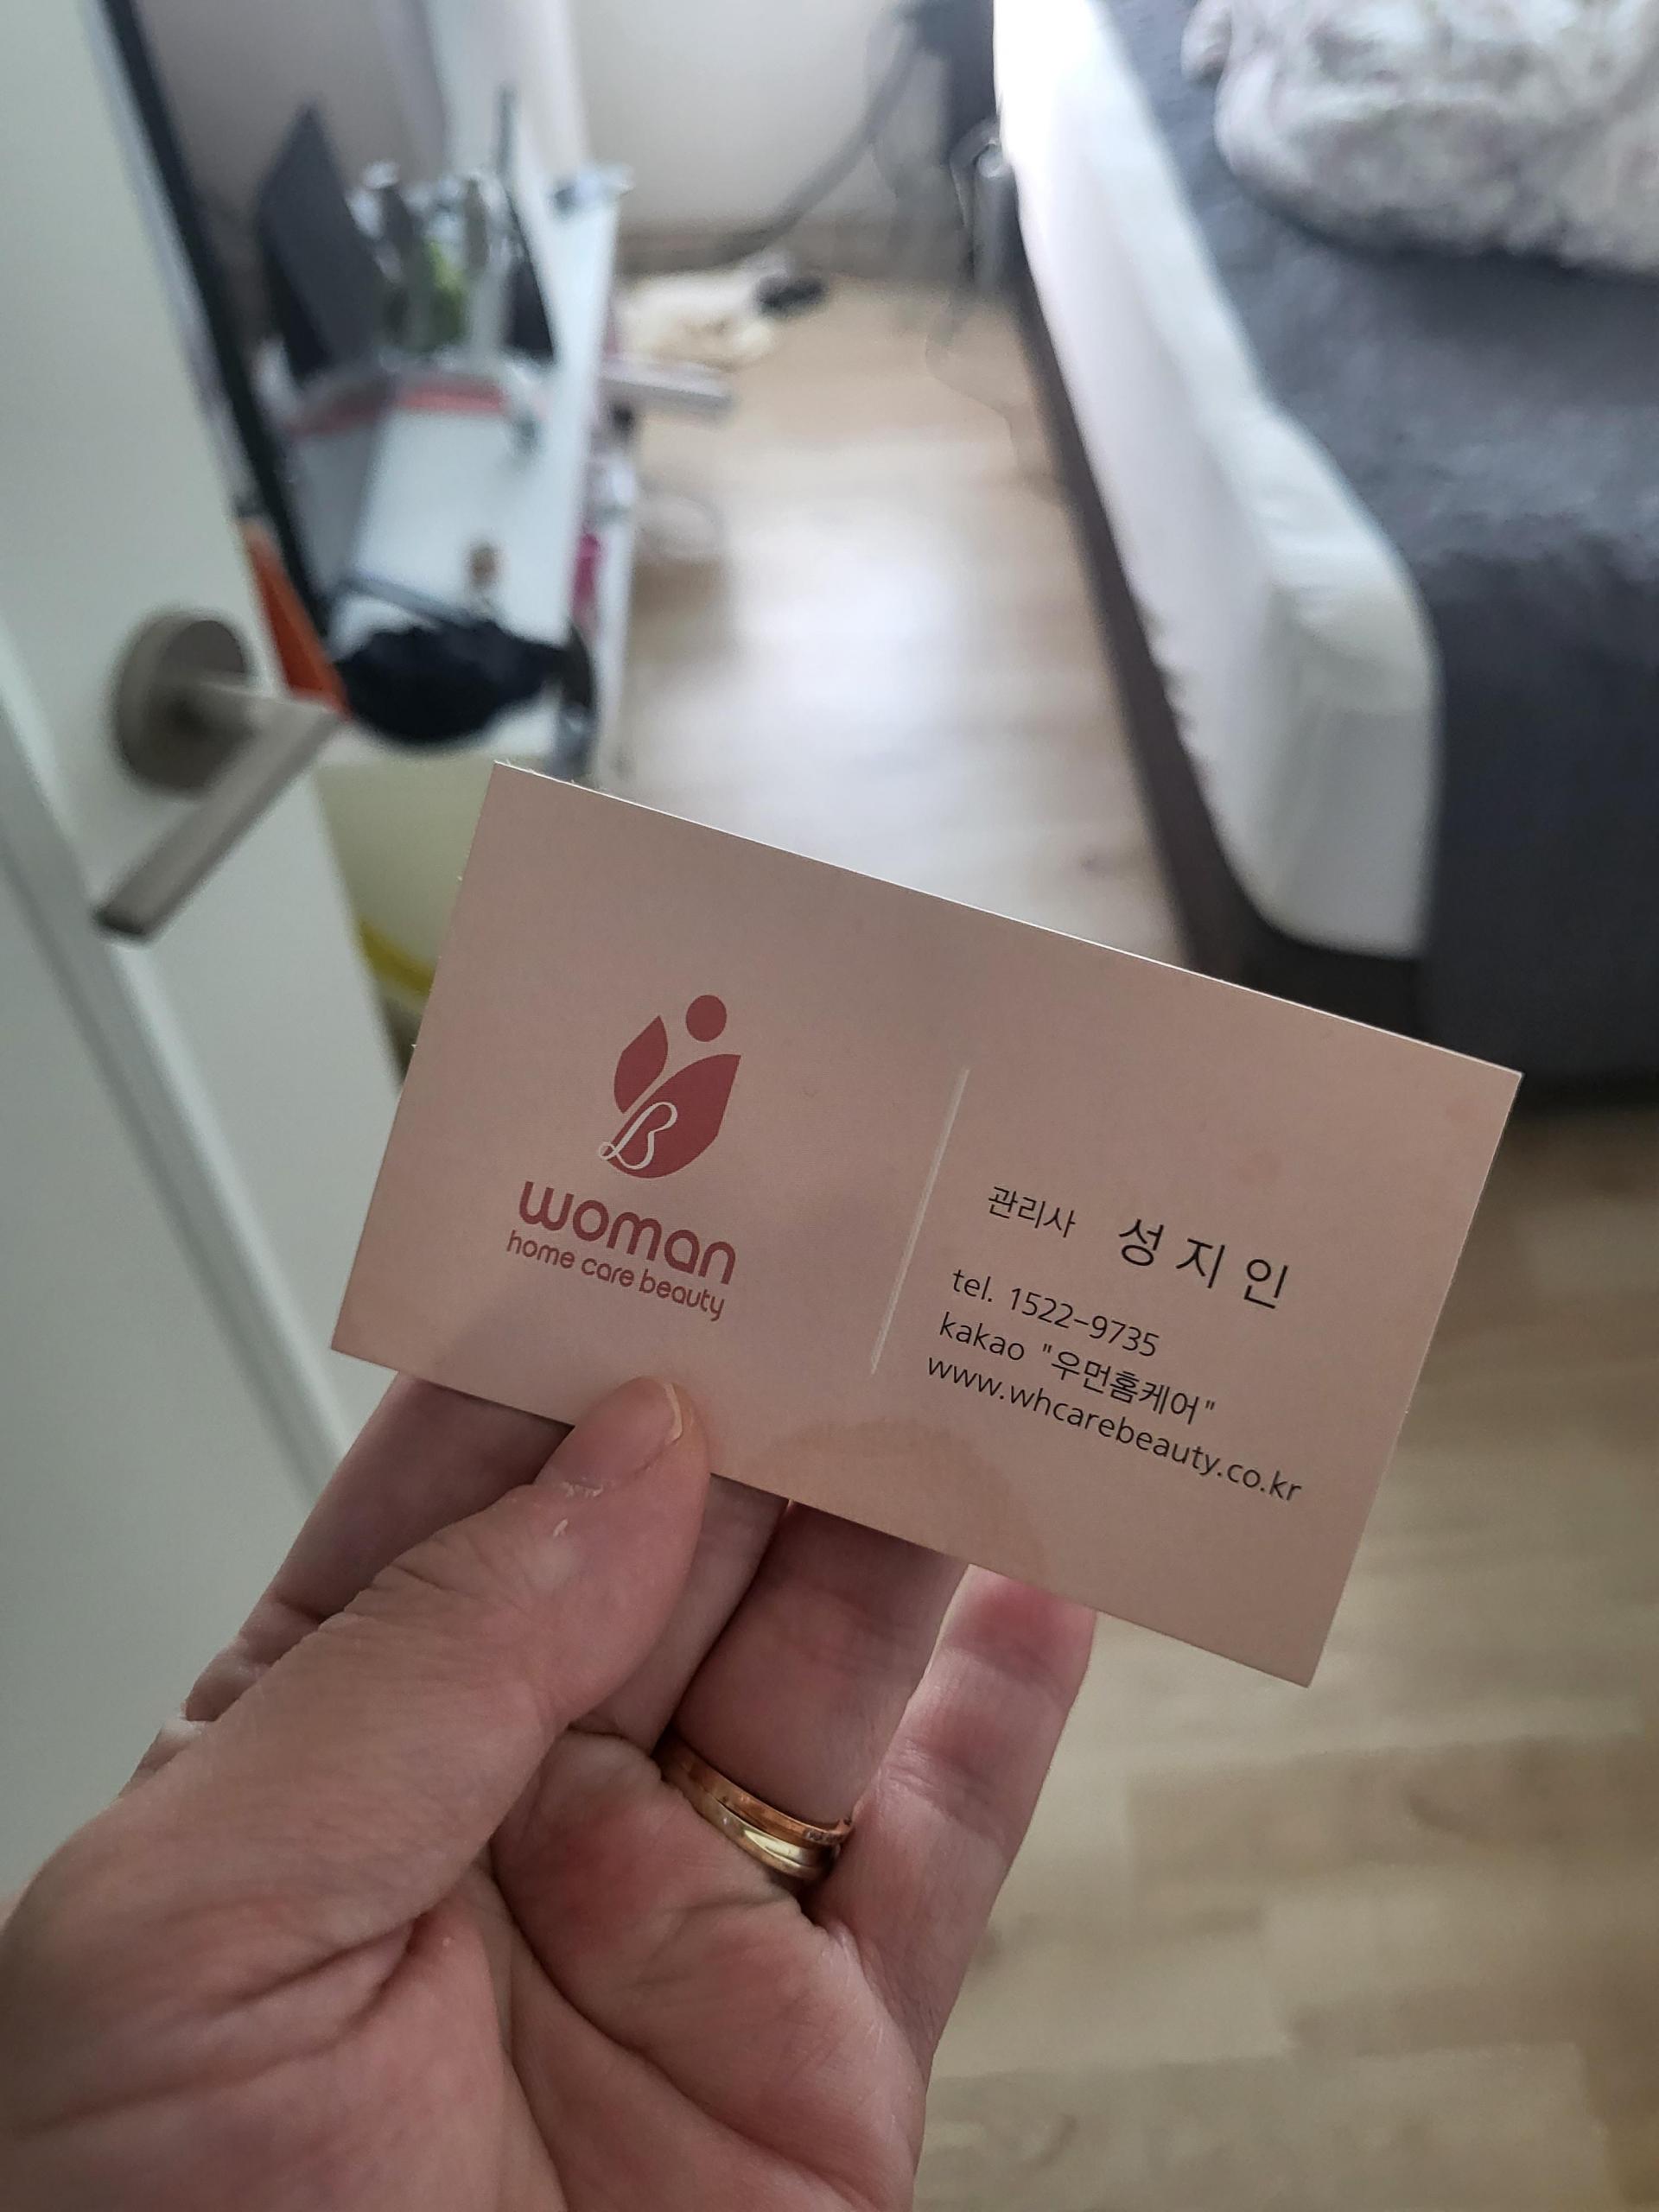 B
woman
home care beauty
관리사 성지인
tel. 1522-9735
kakao "우먼홈케어"
www.whcarebeauty.co.kr